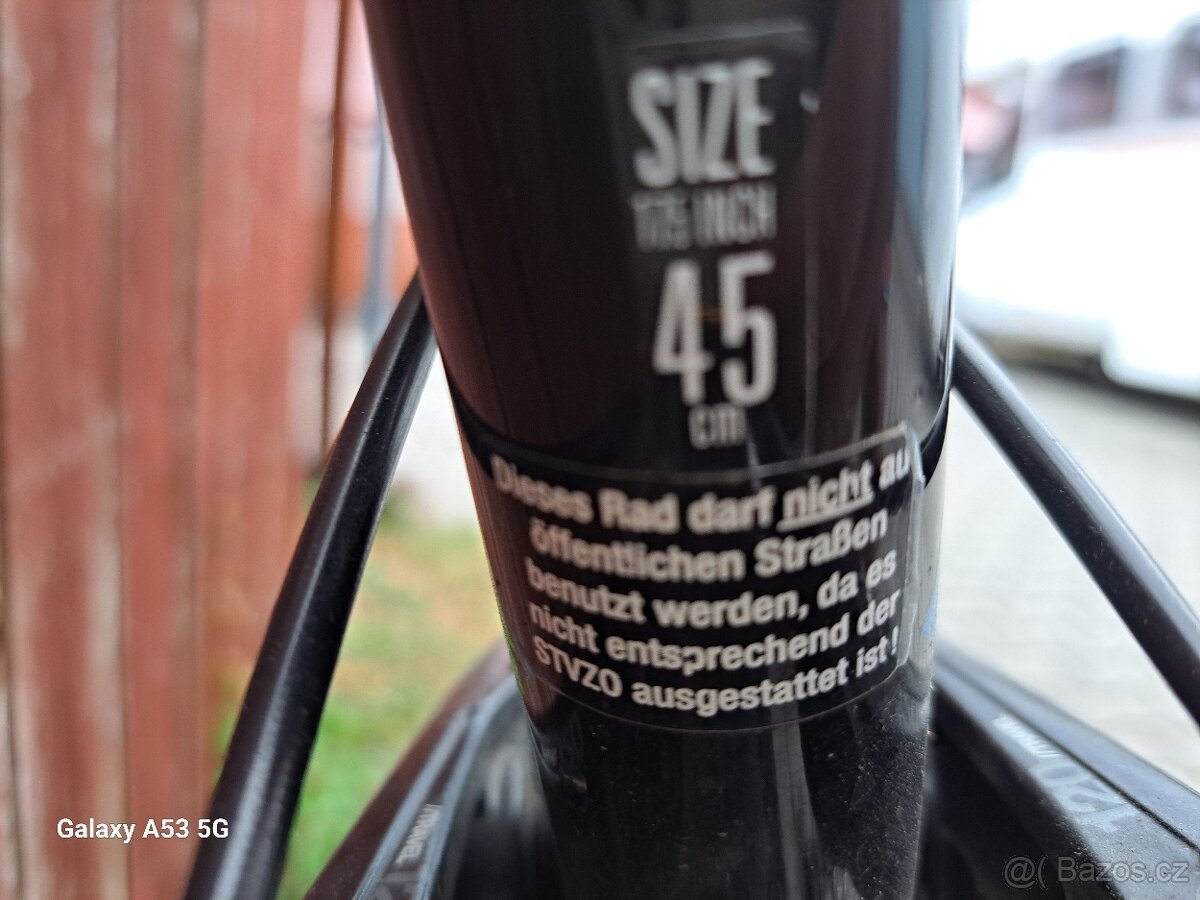 SIZE
17.5 INCH
45
cm
Dieses Rad darf nicht au
öffentlichen Straßen
benutzt werden, da es
nicht entsprechend der
STVZO ausgestattet ist!
Galaxy A53 5G
@( Bazos.cz